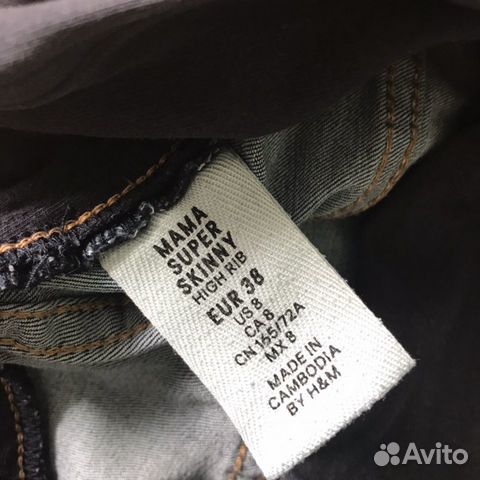 MAMA
SUPER
SKINNY
HIGH RIB
EUR 38
US 8
CA 8
CN 165/72A
MX 8
MADE IN
CAMBODIA
BY H&M
Avito